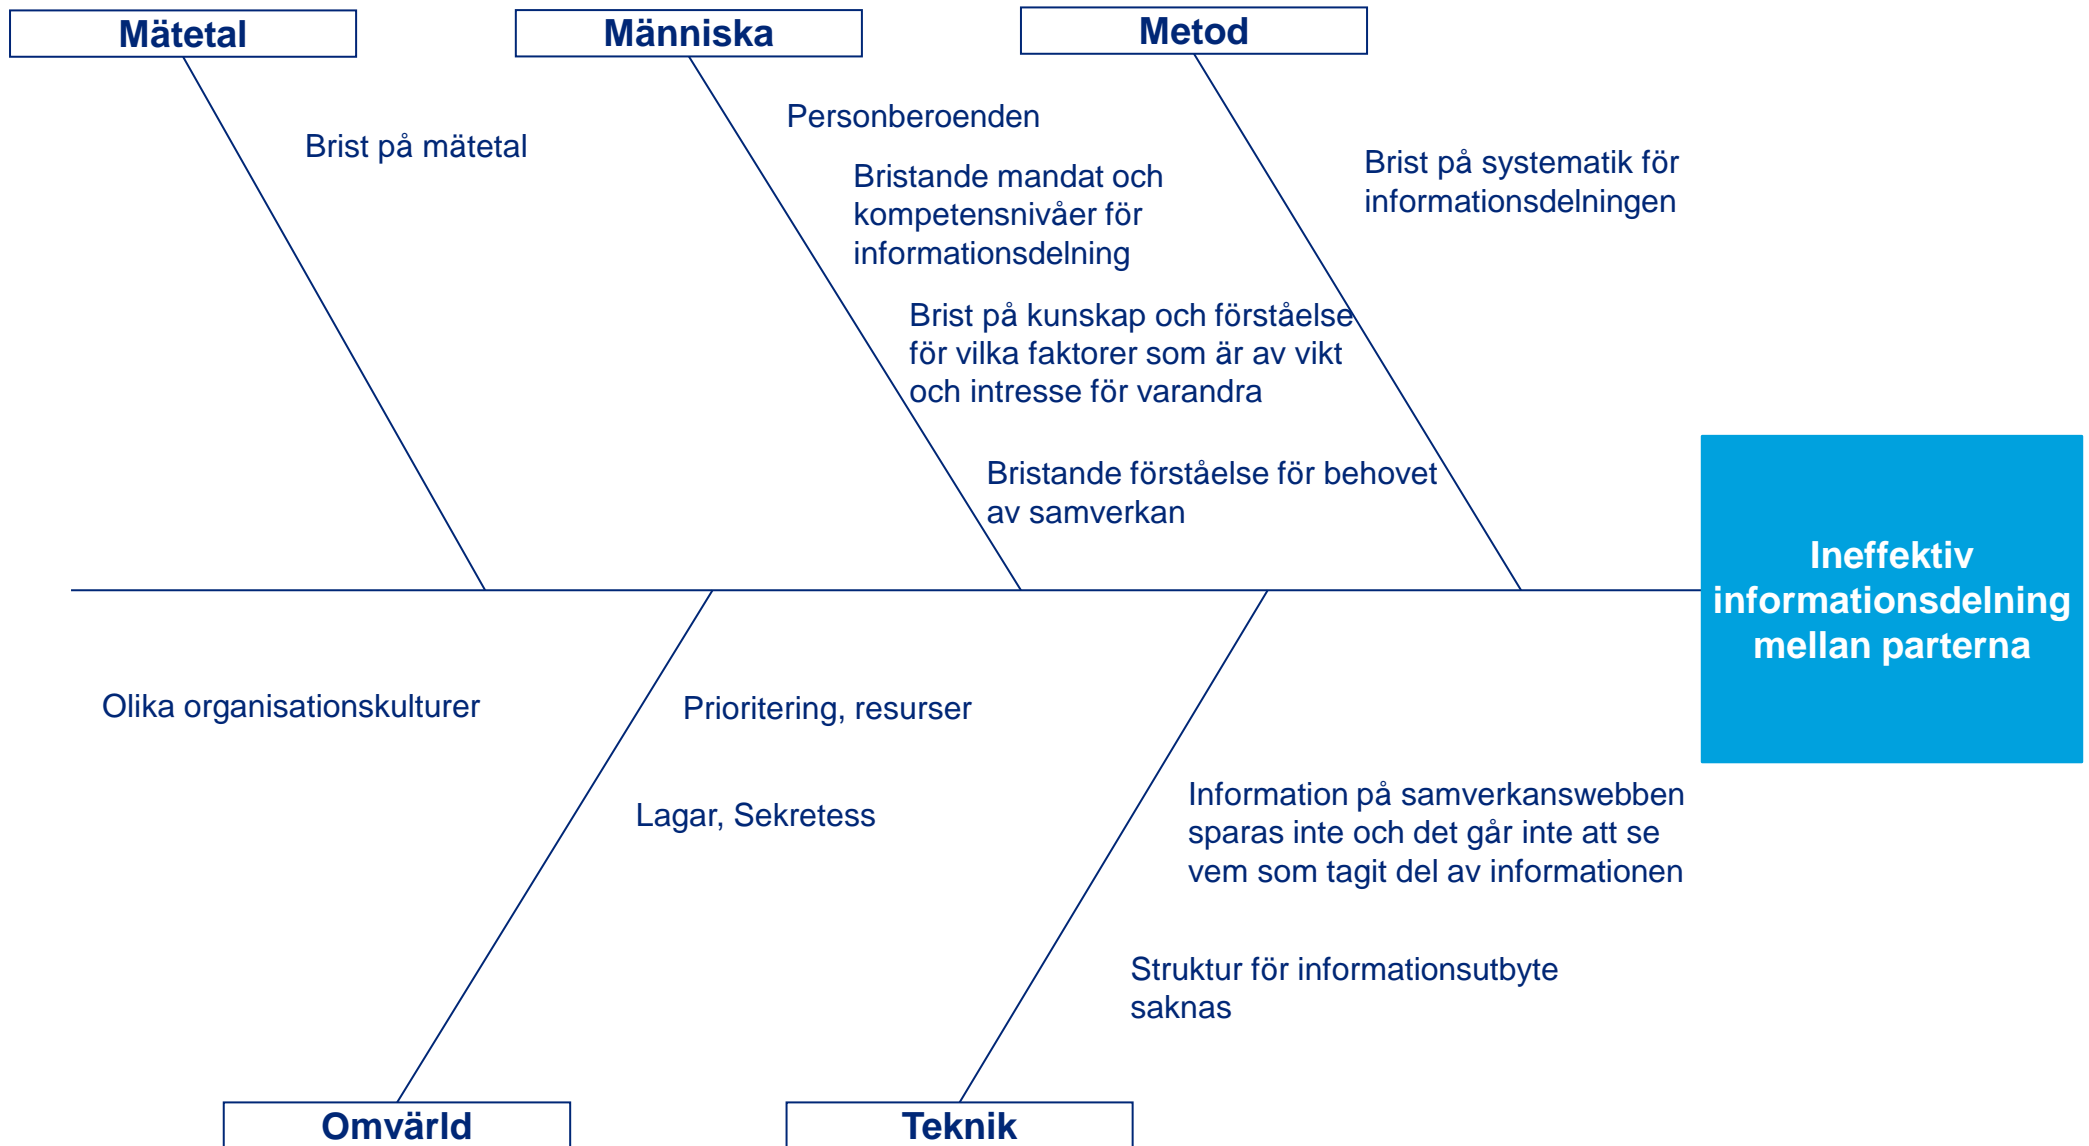 Mätetal
Människa
Metod
Brist på mätetal
Personberoenden
Bristande mandat och
kompetensnivåer för
informationsdelning
Brist på kunskap och förståelse
för vilka faktorer som är av vikt
och intresse för varandra
Bristande förståelse för behovet
av samverkan
Brist på systematik för
informationsdelningen
Ineffektiv
informationsdelning
mellan parterna
Olika organisationskulturer
Prioritering, resurser
Lagar, Sekretess
Information på samverkanswebben
sparas inte och det går inte att se
vem som tagit del av informationen
Struktur för informationsutbyte
saknas
Omvärld
Teknik